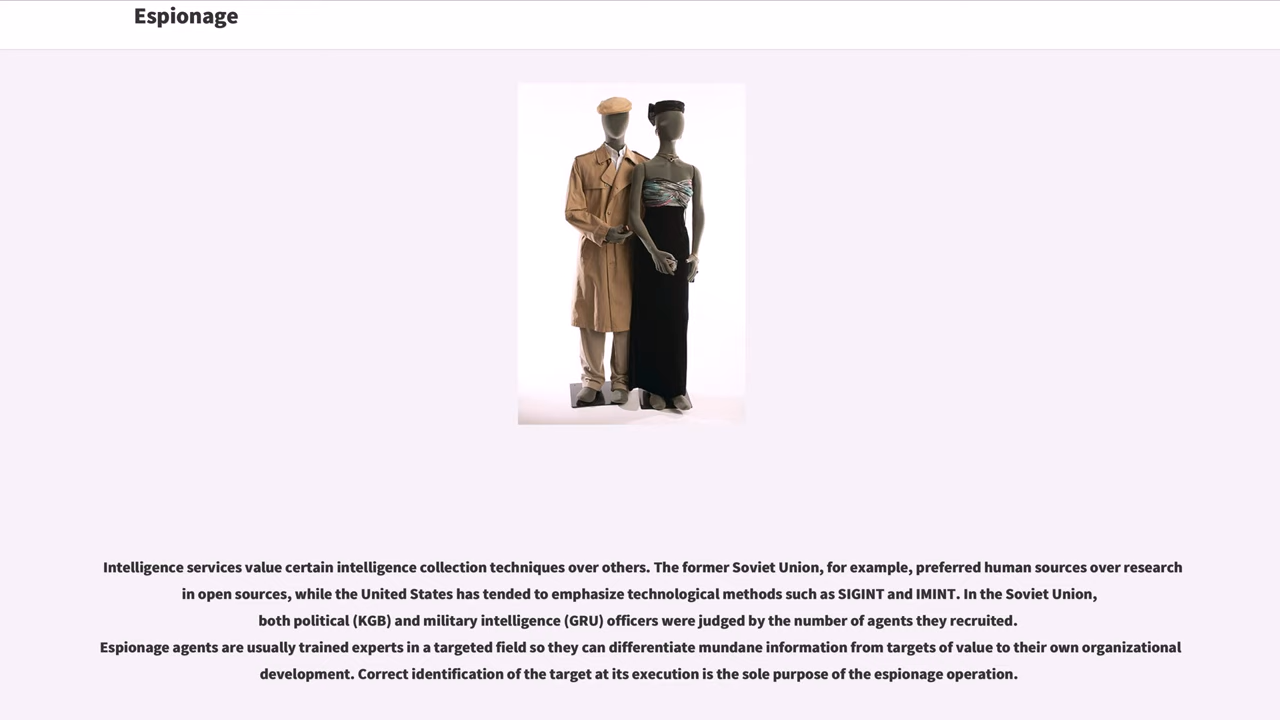 Espionage
Intelligence services value certain intelligence collection techniques over others. The former Soviet Union, for example, preferred human sources over research
in open sources, while the United States has tended to emphasize technological methods such as SIGINT and IMINT. In the Soviet Union,
both political (KGB) and military intelligence (GRU) officers were judged by the number of agents they recruited.
Espionage agents are usually trained experts in a targeted field so they can differentiate mundane information from targets of value to their own organizational
development. Correct identification of the target at its execution is the sole purpose of the espionage operation.